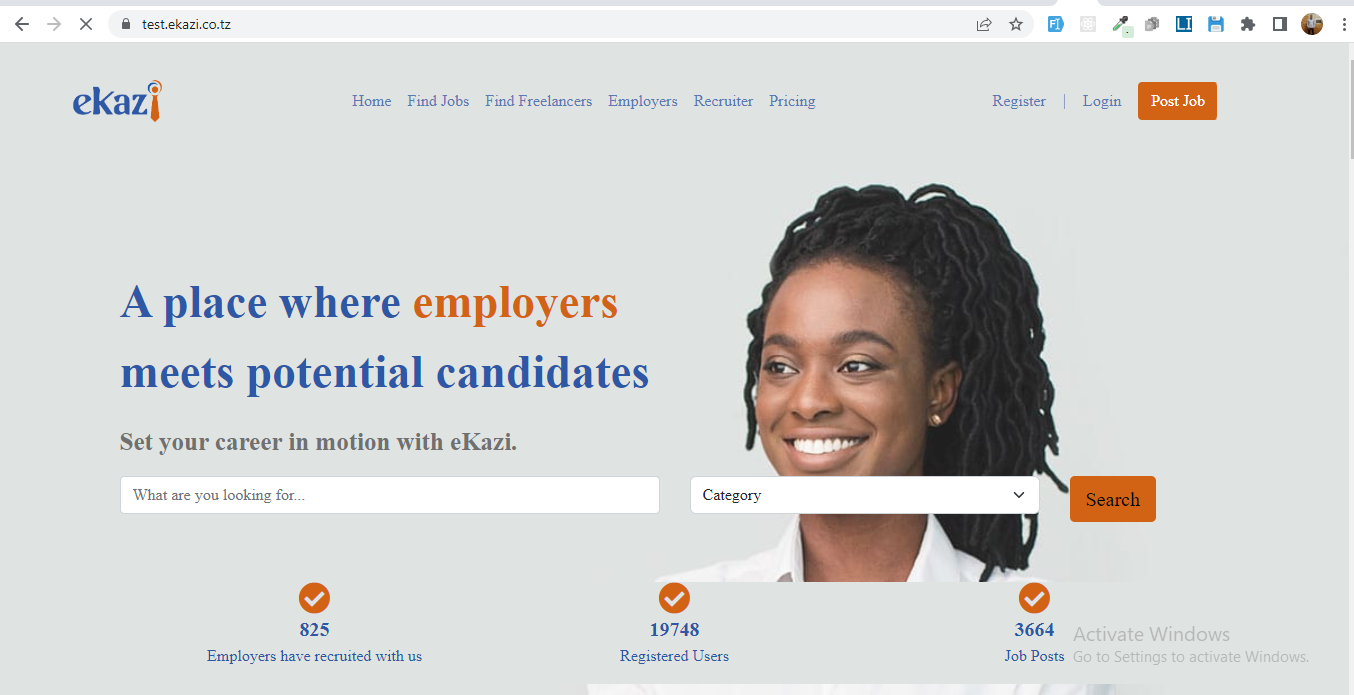 test.ekazi.co.tz
ekazi
Home Find Jobs Find Freelancers Employers Recruiter Pricing
Register | Login Post Job
A place where employers
meets potential candidates
Set your career in motion with eKazi.
What are you looking for...
Category
Search
825
Employers have recruited with us
19748
Registered Users
3664
Job Posts
Activate Windows
Go to Settings to activate Windows.